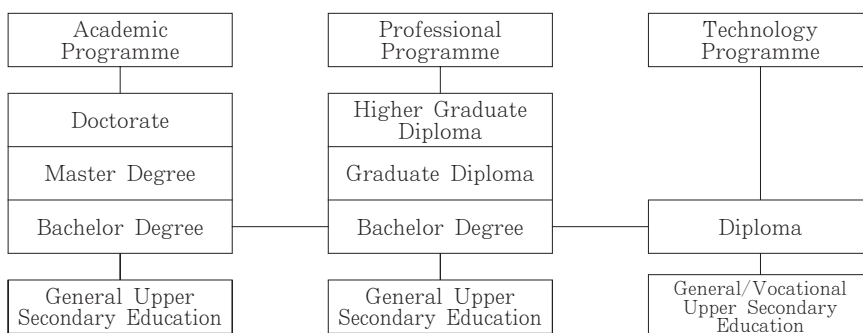 Academic
Programme
Professional
Programme
Technology
Programme
Doctorate
Higher Graduate
Diploma
Master Degree
Graduate Diploma
Bachelor Degree
Bachelor Degree
Diploma
General Upper
Secondary Education
General Upper
Secondary Education
General/Vocational
Upper Secondary
Education